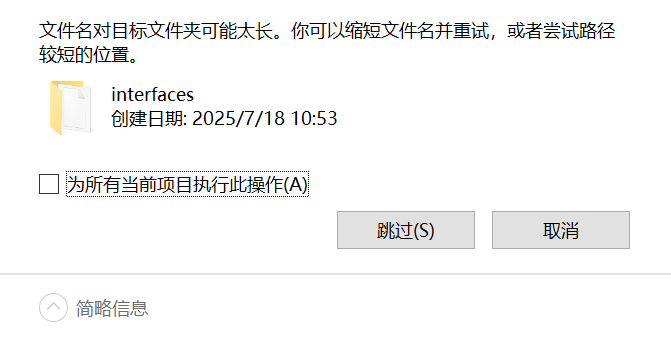 文件名对目标文件夹可能太长。你可以缩短文件名并重试，或者尝试路径
较短的位置。
interfaces
创建日期: 2025/7/18 10:53
为所有当前项目执行此操作(A)
跳过(S)
取消
简略信息